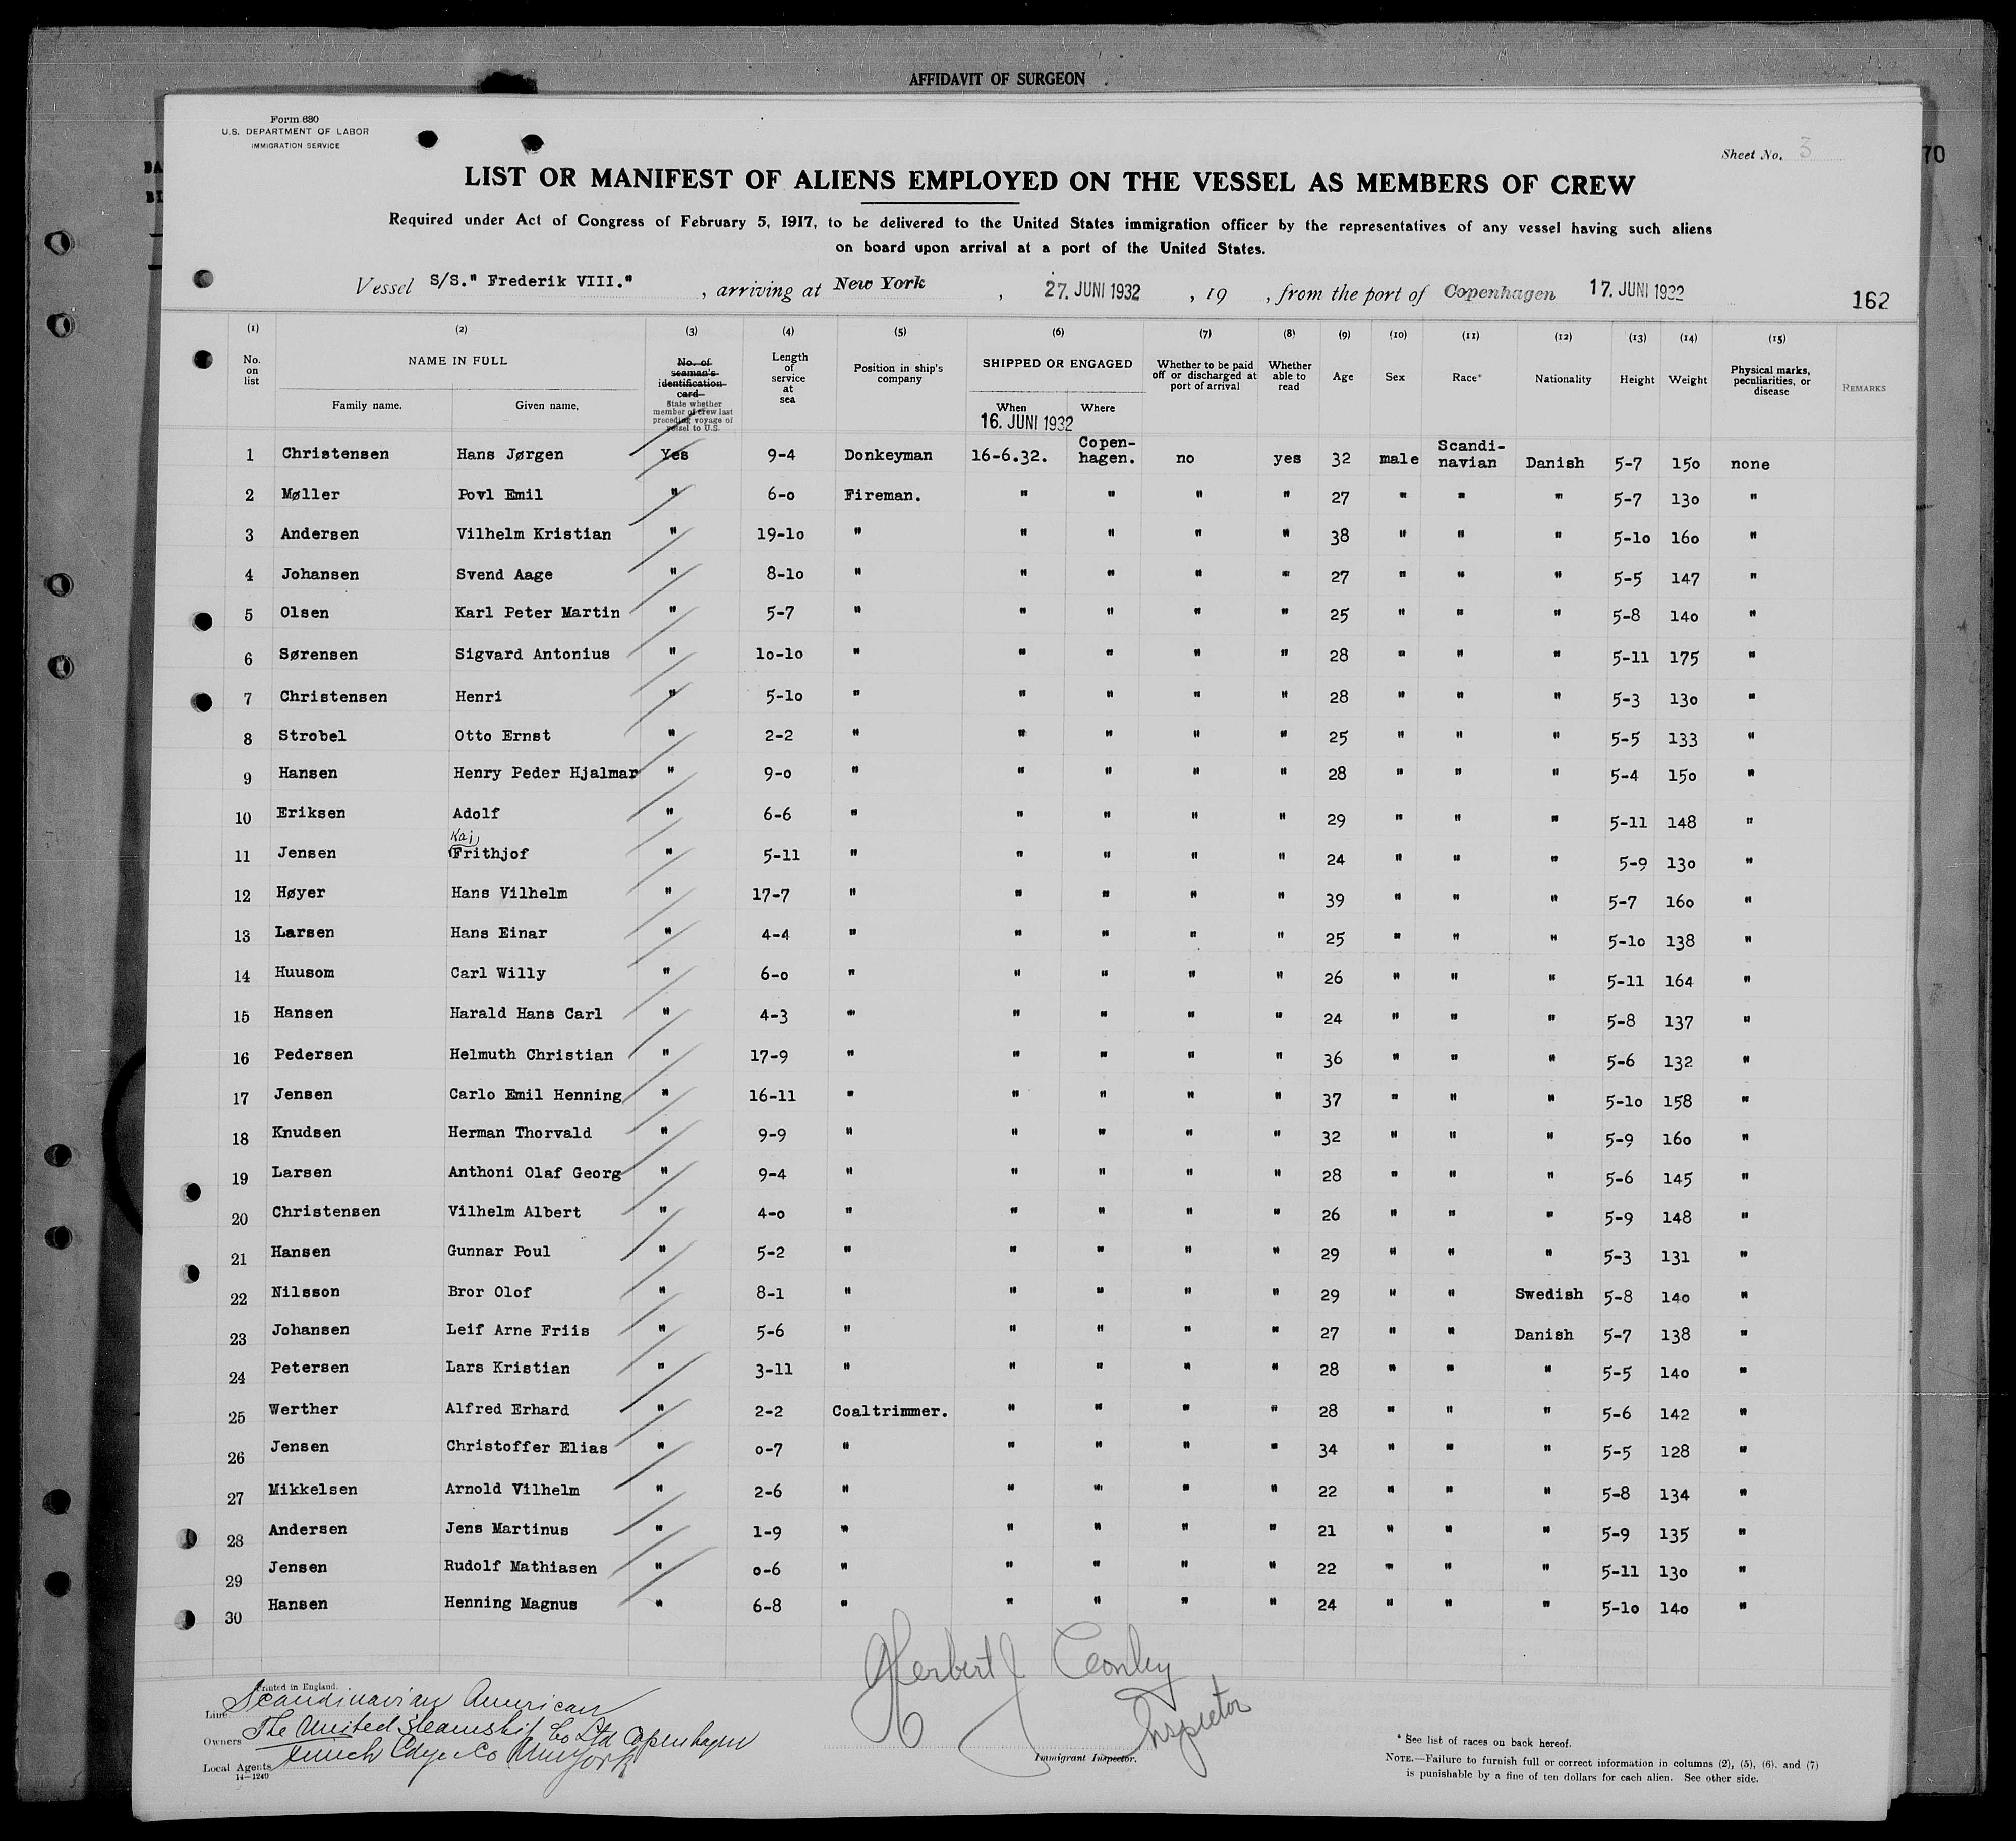 AFFIDAVIT OF SURGEON
Form 680
U.S. DEPARTMENT OF LABOR
IMMIGRATION SERVICE
Sheet No. 3
70
LIST OR MANIFEST OF ALIENS EMPLOYED ON THE VESSEL AS MEMBERS OF CREW
Required under Act of Congress of February 5, 1917, to be delivered to the United States immigration officer by the representatives of any vessel having such aliens
on board upon arrival at a port of the United States.
Vessel S/S." Frederik VIII." , arriving at New York , 27. JUNI 1932 , 19 , from the port of Copenhagen 17. JUNI 1932
162
(1) (2) (3) (4) (5) (6) (7) (8) (9) (10) (11) (12) (13) (14) (15)
No. on list NAME IN FULL Family name. Given name. No. of seaman's identification card State whether member of crew last preceding voyage of vessel to U.S. Length of service at sea Position in ship's company SHIPPED OR ENGAGED When Where Whether to be paid off or discharged at port of arrival Whether able to read Age Sex Race* Nationality Height Weight Physical marks, peculiarities, or disease REMARKS
16. JUNI 1932
1 Christensen Hans Jørgen Yes 9-4 Donkeyman 16-6.32. Copen-hagen. no yes 32 male Scandi-navian Danish 5-7 150 none
2 Møller Povl Emil " 6-0 Fireman. " " " " 27 " " " 5-7 130 "
3 Andersen Vilhelm Kristian " 19-10 " " " " " 38 " " " 5-10 160 "
4 Johansen Svend Aage " 8-10 " " " " " 27 " " " 5-5 147 "
5 Olsen Karl Peter Martin " 5-7 " " " " " 25 " " " 5-8 140 "
6 Sørensen Sigvard Antonius " 10-10 " " " " " 28 " " " 5-11 175 "
7 Christensen Henri " 5-10 " " " " " 28 " " " 5-3 130 "
8 Strobel Otto Ernst " 2-2 " " " " " 25 " " " 5-5 133 "
9 Hansen Henry Peder Hjalmar " 9-0 " " " " " 28 " " " 5-4 150 "
10 Eriksen Adolf " 6-6 " " " " " 29 " " " 5-11 148 "
11 Jensen Kaj Frithjof " 5-11 " " " " " 24 " " " 5-9 130 "
12 Høyer Hans Vilhelm " 17-7 " " " " " 39 " " " 5-7 160 "
13 Larsen Hans Einar " 4-4 " " " " " 25 " " " 5-10 138 "
14 Huusom Carl Willy " 6-0 " " " " " 26 " " " 5-11 164 "
15 Hansen Harald Hans Carl " 4-3 " " " " " 24 " " " 5-8 137 "
16 Pedersen Helmuth Christian " 17-9 " " " " " 36 " " " 5-6 132 "
17 Jensen Carlo Emil Henning " 16-11 " " " " " 37 " " " 5-10 158 "
18 Knudsen Herman Thorvald " 9-9 " " " " " 32 " " " 5-9 160 "
19 Larsen Anthoni Olaf Georg " 9-4 " " " " " 28 " " " 5-6 145 "
20 Christensen Vilhelm Albert " 4-0 " " " " " 26 " " " 5-9 148 "
21 Hansen Gunnar Poul " 5-2 " " " " " 29 " " " 5-3 131 "
22 Nilsson Bror Olof " 8-1 " " " " " 29 " " Swedish 5-8 140 "
23 Johansen Leif Arne Friis " 5-6 " " " " " 27 " " Danish 5-7 138 "
24 Petersen Lars Kristian " 3-11 " " " " " 28 " " " 5-5 140 "
25 Werther Alfred Erhard " 2-2 Coaltrimmer. " " " " 28 " " " 5-6 142 "
26 Jensen Christoffer Elias " 0-7 " " " " " 34 " " " 5-5 128 "
27 Mikkelsen Arnold Vilhelm " 2-6 " " " " " 22 " " " 5-8 134 "
28 Andersen Jens Martinus " 1-9 " " " " " 21 " " " 5-9 135 "
29 Jensen Rudolf Mathiasen " 0-6 " " " " " 22 " " " 5-11 130 "
30 Hansen Henning Magnus " 6-8 " " " " " 24 " " " 5-10 140 "
Printed in England.
Line Scandinavian American
Owners The United Steamship Co Ltd Copenhagen
Local Agents Funch Edye & Co New York
14-1240
Herbert J Conley
Inspector
Immigrant Inspector.
* See list of races on back hereof.
NOTE.—Failure to furnish full or correct information in columns (2), (5), (6), and (7)
is punishable by a fine of ten dollars for each alien. See other side.